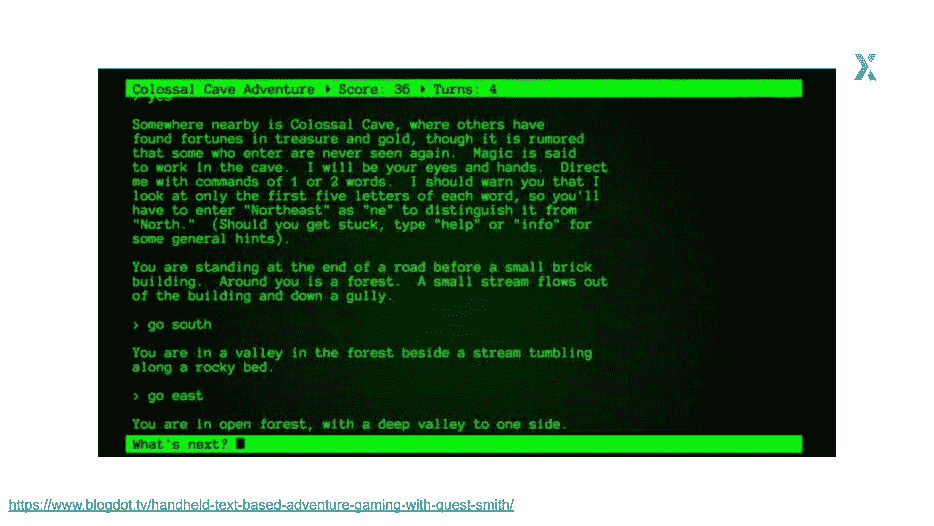 Colossal Cave Adventure › Score: 36 › Turns: 4
› yes
Somewhere nearby is Colossal Cave, where others have
found fortunes in treasure and gold, though it is rumored
that some who enter are never seen again. Magic is said
to work in the cave. I will be your eyes and hands. Direct
me with commands of 1 or 2 words. I should warn you that I
look at only the first five letters of each word, so you'll
have to enter "Northeast" as "ne" to distinguish it from
"North." (Should you get stuck, type "help" or "info" for
some general hints).
You are standing at the end of a road before a small brick
building. Around you is a forest. A small stream flows out
of the building and down a gully.
› go south
You are in a valley in the forest beside a stream tumbling
along a rocky bed.
› go east
You are in open forest, with a deep valley to one side.
What's next?
https://www.blogdot.tv/handheld-text-based-adventure-gaming-with-quest-smith/